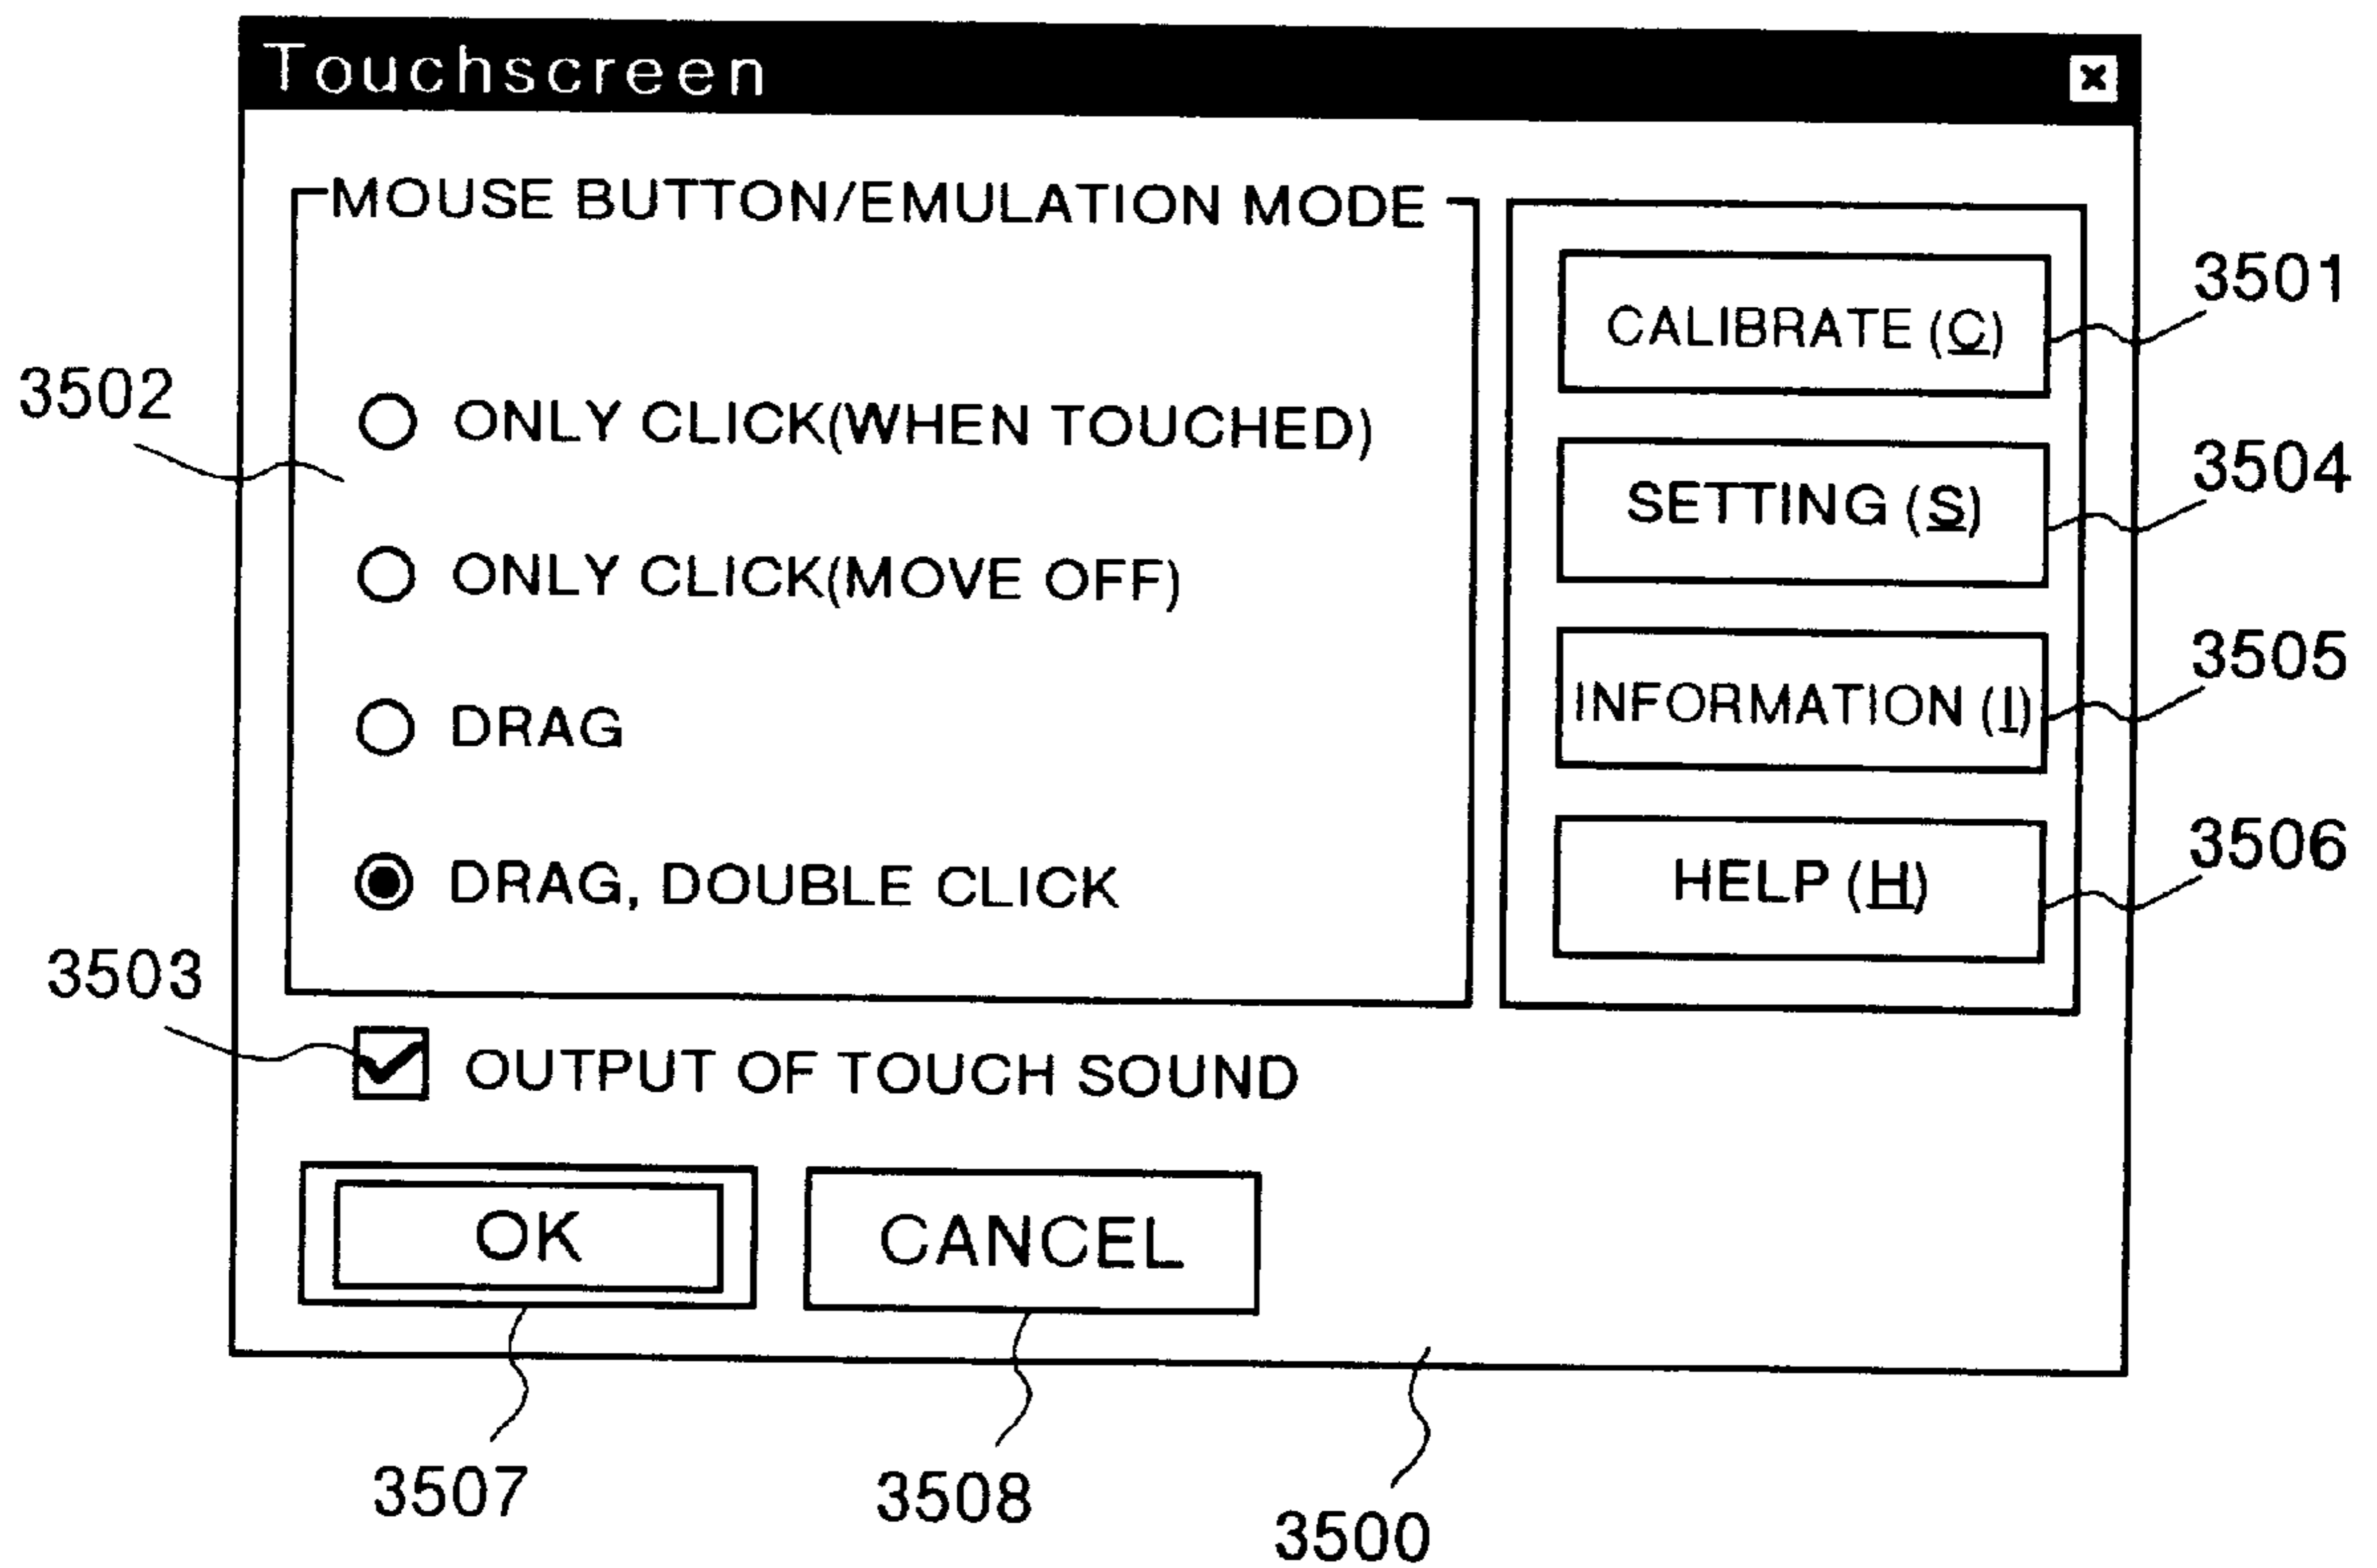 Touchscreen
MOUSE BUTTON/EMULATION MODE
3502
ONLY CLICK(WHEN TOUCHED)
ONLY CLICK(MOVE OFF)
DRAG
DRAG, DOUBLE CLICK
CALIBRATE (C)
3501
SETTING (S)
3504
INFORMATION (I)
3505
HELP (H)
3506
3503
OUTPUT OF TOUCH SOUND
OK
CANCEL
3507
3508
3500